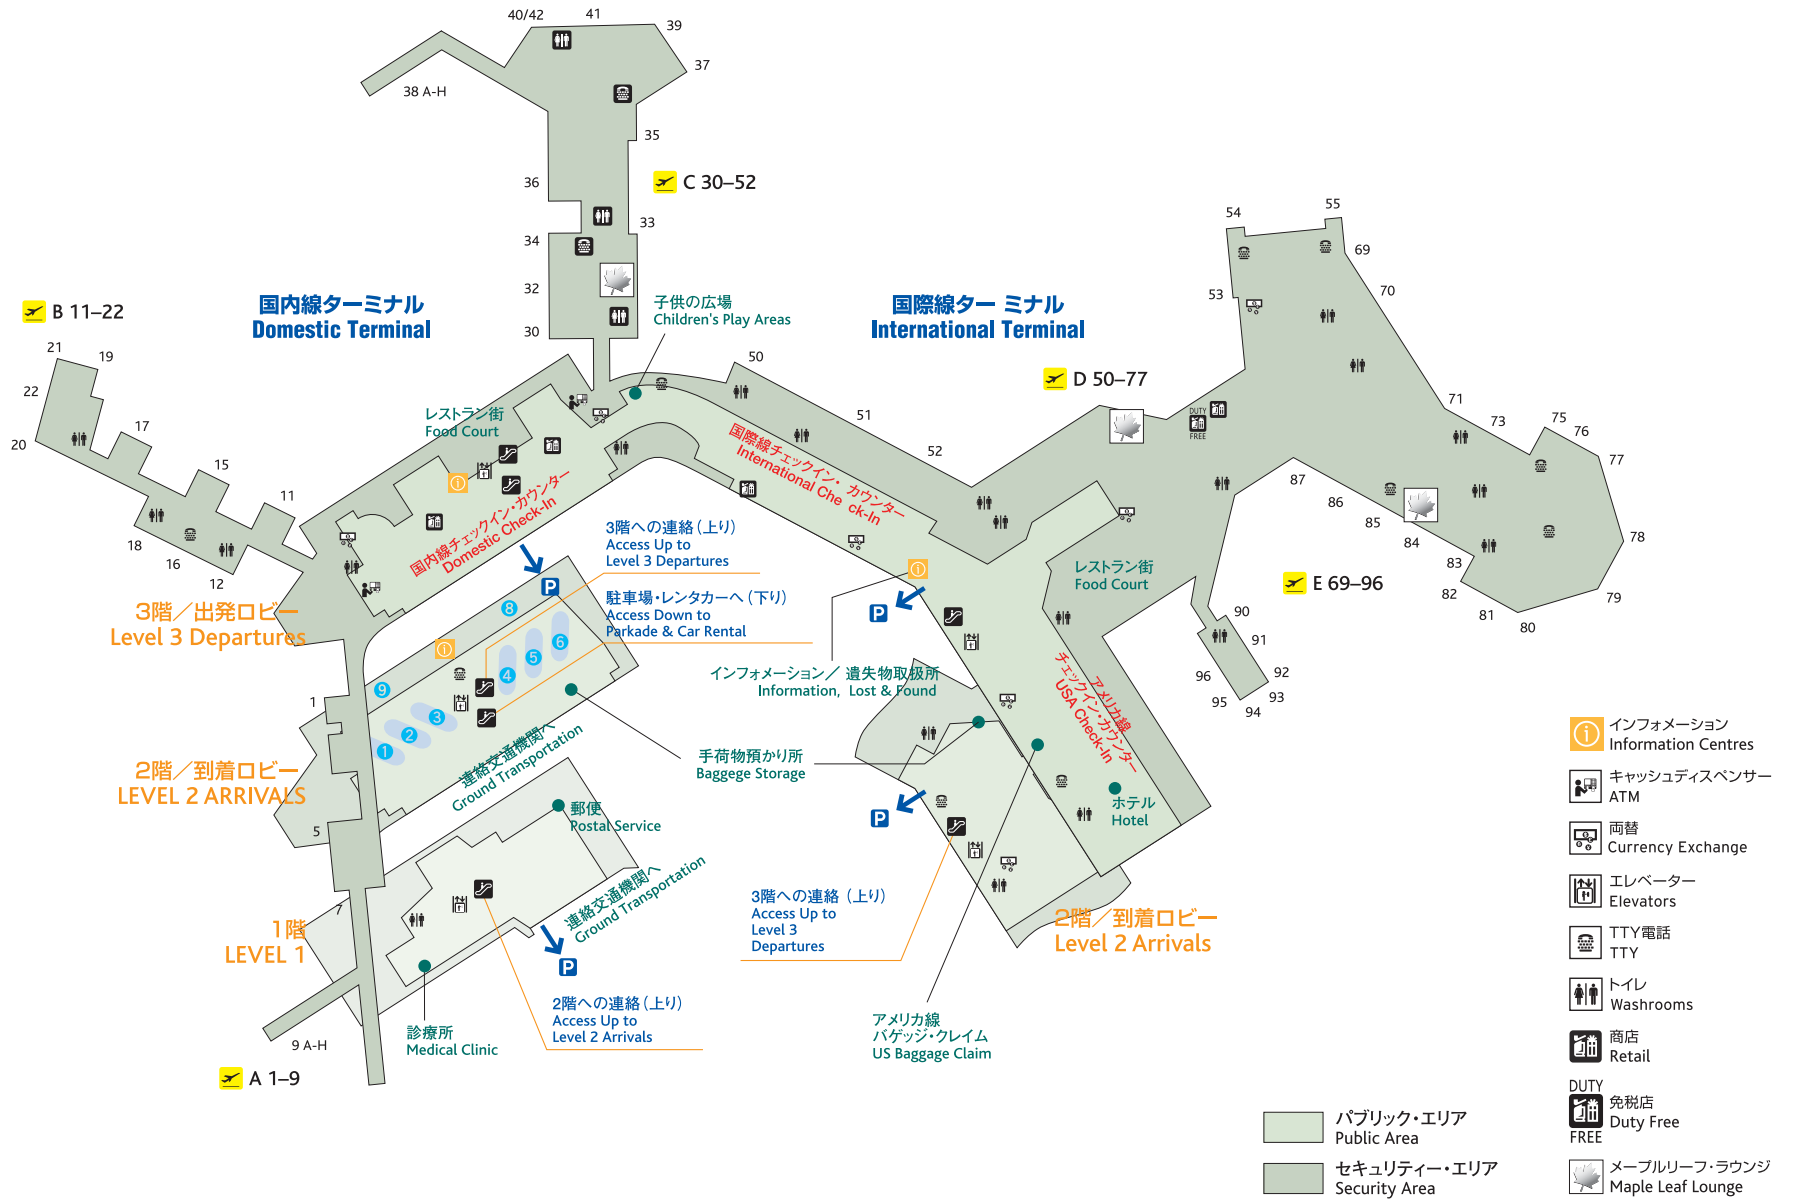 40/42
41
39
37
38 A-H
35
36
C 30–52
33
34
32
30
国内線ターミナル
Domestic Terminal
子供の広場
Children's Play Areas
国際線ター ミナル
International Terminal
B 11–22
21
19
22
20
17
15
11
18
16
12
54
55
69
53
70
50
51
52
D 50–77
DUTY
FREE
71
73
75
76
77
78
79
80
81
82
83
84
85
86
87
E 69–96
90
91
92
93
94
95
96
レストラン街
Food Court
国内線チェックイン・カウンター
Domestic Check-In
国際線チェックイン・ カウンター
International Che ck-In
レストラン街
Food Court
3階への連絡(上り)
Access Up to
Level 3 Departures
駐車場・レンタカーへ(下り)
Access Down to
Parkade & Car Rental
3階/出発ロビー
Level 3 Departures
P
P
8
9
6
5
4
3
2
1
インフォメーション/ 遺失物取扱所
Information, Lost & Found
アメリカ線
チェックイン・カウンター
USA Check-In
1
5
7
2階/到着ロビー
LEVEL 2 ARRIVALS
連絡交通機関へ
Ground Transportation
手荷物預かり所
Baggege Storage
郵便
Postal Service
ホテル
Hotel
P
連絡交通機関へ
Ground Transportation
1階
LEVEL 1
P
3階への連絡 (上り)
Access Up to
Level 3
Departures
2階/到着ロビー
Level 2 Arrivals
2階への連絡(上り)
Access Up to
Level 2 Arrivals
診療所
Medical Clinic
アメリカ線
バゲッジ・クレイム
US Baggage Claim
9 A-H
A 1–9
インフォメーション
Information Centres
キャッシュディスペンサー
ATM
両替
Currency Exchange
エレベーター
Elevators
TTY電話
TTY
トイレ
Washrooms
商店
Retail
DUTY
FREE
免税店
Duty Free
メープルリーフ・ラウンジ
Maple Leaf Lounge
パブリック・エリア
Public Area
セキュリティー・エリア
Security Area